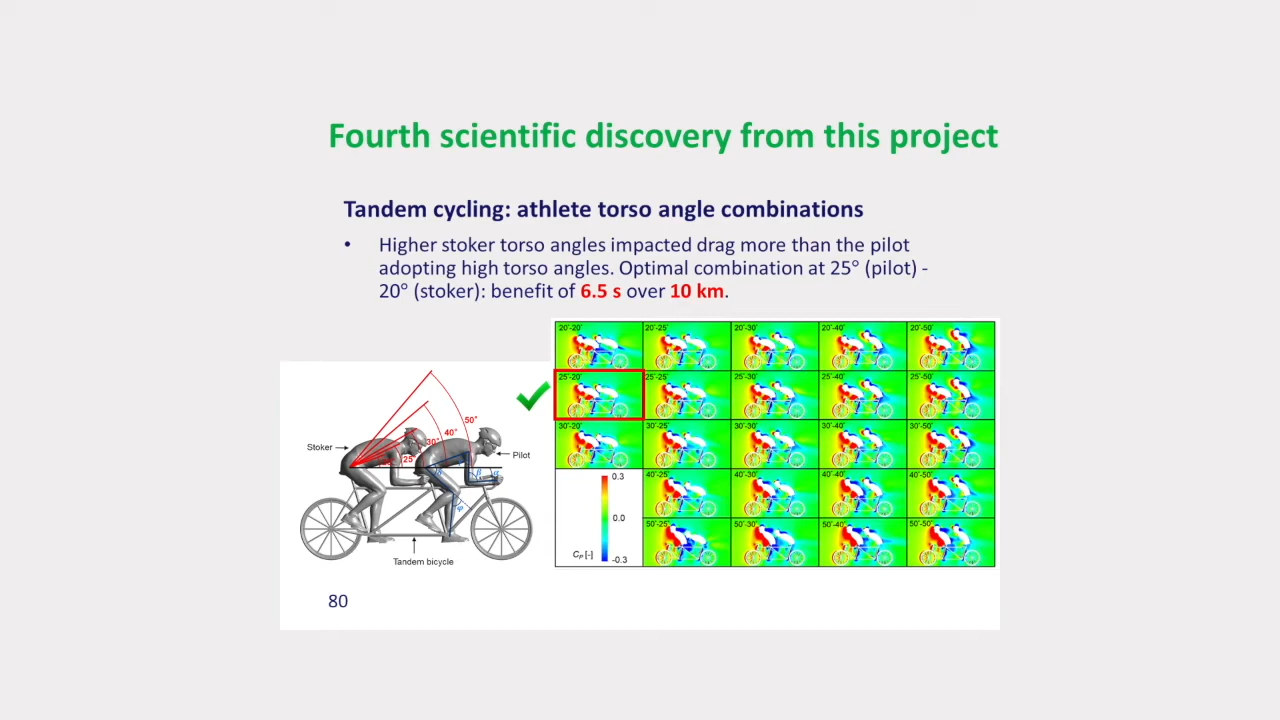 Fourth scientific discovery from this project
Tandem cycling: athlete torso angle combinations
• Higher stoker torso angles impacted drag more than the pilot
adopting high torso angles. Optimal combination at 25° (pilot) -
20° (stoker): benefit of 6.5 s over 10 km.
20°-20° 20°-25° 20°-30° 20°-40° 20°-50°
25°-20° 25°-25° 25°-30° 25°-40° 25°-50°
30°-20° 30°-25° 30°-30° 30°-40° 30°-50°
40°-25° 40°-30° 40°-40° 40°-50°
50°-25° 50°-30° 50°-40° 50°-50°
0.3
0.0
-0.3
CP [-]
50°
40°
30°
25°
Stoker
Pilot
β α
φ
Tandem bicycle
80